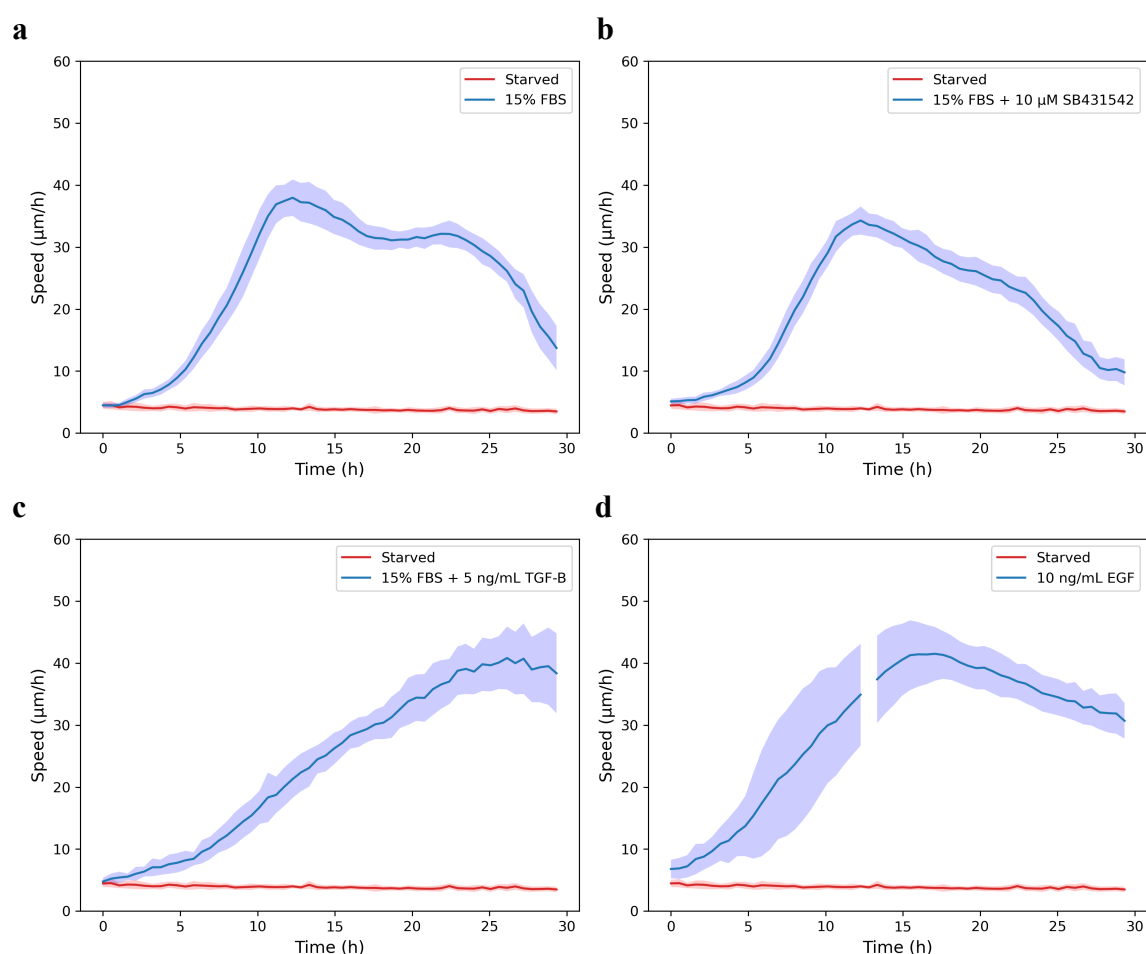 a
60
50
40
30
20
10
0
Speed (μm/h)
Starved
15% FBS
0 5 10 15 20 25 30
Time (h)
b
60
50
40
30
20
10
0
Speed (μm/h)
Starved
15% FBS + 10 μM SB431542
0 5 10 15 20 25 30
Time (h)
c
60
50
40
30
20
10
0
Speed (μm/h)
Starved
15% FBS + 5 ng/mL TGF-B
0 5 10 15 20 25 30
Time (h)
d
60
50
40
30
20
10
0
Speed (μm/h)
Starved
10 ng/mL EGF
0 5 10 15 20 25 30
Time (h)